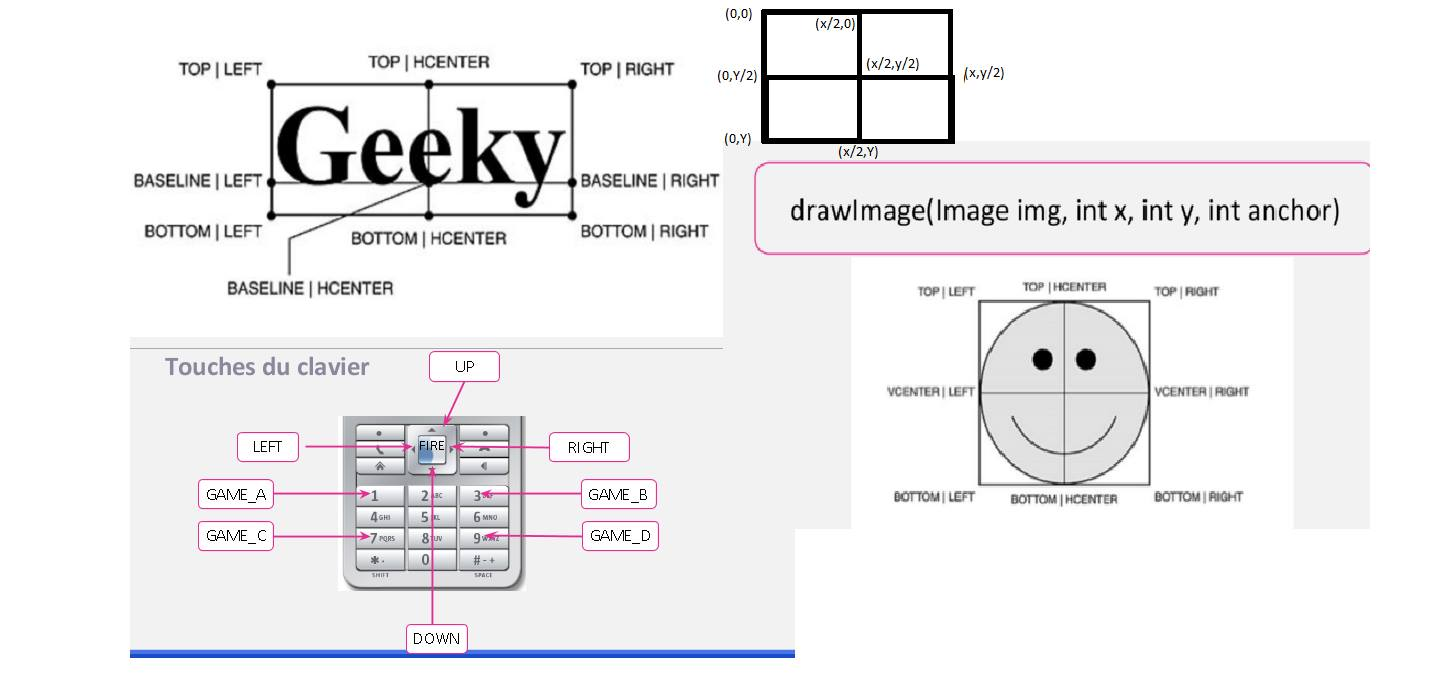 TOP | LEFT
TOP | HCENTER
TOP | RIGHT
Geeky
BASELINE | LEFT
BASELINE | RIGHT
BOTTOM | LEFT
BOTTOM | HCENTER
BOTTOM | RIGHT
BASELINE | HCENTER
(0,0)
(x/2,0)
(x/2,y/2)
(0,Y/2)
(x,y/2)
(0,Y)
(x/2,Y)
drawImage(Image img, int x, int y, int anchor)
TOP | LEFT
TOP | HCENTER
TOP | RIGHT
VCENTER | LEFT
VCENTER | RIGHT
BOTTOM | LEFT
BOTTOM | HCENTER
BOTTOM | RIGHT
Touches du clavier
UP
LEFT
FIRE
RIGHT
GAME_A
1
2 ABC
3
GAME_B
4 GHI
5
6 MNO
GAME_C
7 PQRS
8
9
GAME_D
*
0
# - +
SHIFT
SPACE
DOWN